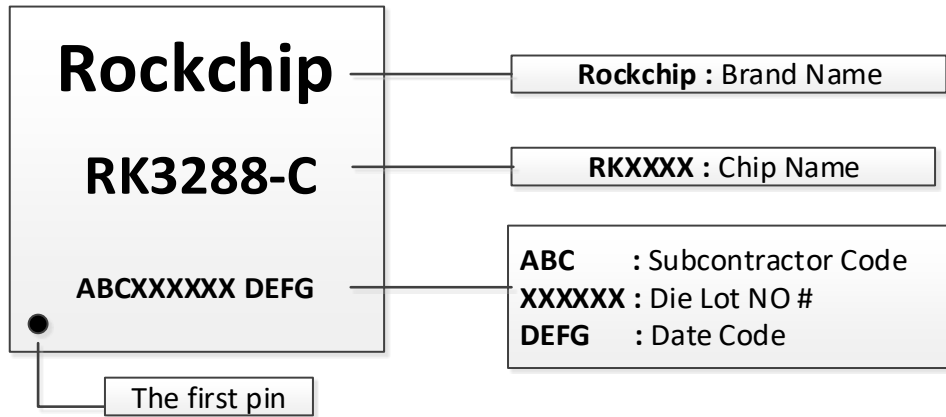 Rockchip
RK3288-C
ABCXXXXXX DEFG
The first pin
Rockchip : Brand Name
RKXXXX : Chip Name
ABC : Subcontractor Code
XXXXXX : Die Lot NO #
DEFG : Date Code